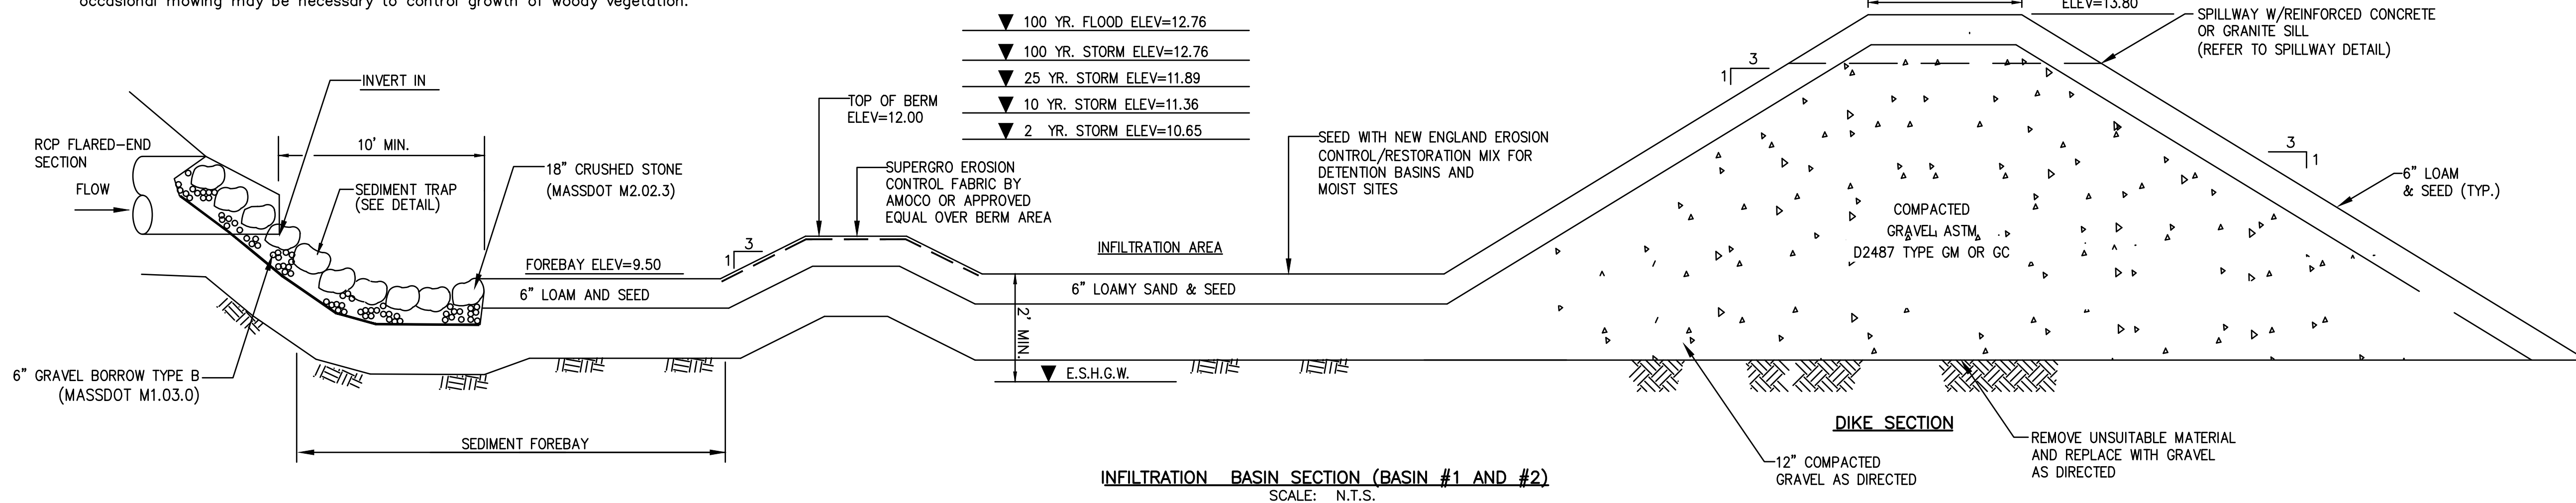 occasional mowing may be necessary to control growth of woody vegetation.
100 YR. FLOOD ELEV=12.76
100 YR. STORM ELEV=12.76
25 YR. STORM ELEV=11.89
10 YR. STORM ELEV=11.36
2 YR. STORM ELEV=10.65
ELEV=13.80
SPILLWAY W/REINFORCED CONCRETE
OR GRANITE SILL
(REFER TO SPILLWAY DETAIL)
INVERT IN
RCP FLARED-END
SECTION
FLOW
10' MIN.
SEDIMENT TRAP
(SEE DETAIL)
18" CRUSHED STONE
(MASSDOT M2.02.3)
TOP OF BERM
ELEV=12.00
SUPERGRO EROSION
CONTROL FABRIC BY
AMOCO OR APPROVED
EQUAL OVER BERM AREA
SEED WITH NEW ENGLAND EROSION
CONTROL/RESTORATION MIX FOR
DETENTION BASINS AND
MOIST SITES
3
1
3
1
3
1
6" LOAM
& SEED (TYP.)
COMPACTED
GRAVEL ASTM
D2487 TYPE GM OR GC
FOREBAY ELEV=9.50
6" LOAM AND SEED
INFILTRATION AREA
6" LOAMY SAND & SEED
2' MIN.
E.S.H.G.W.
6" GRAVEL BORROW TYPE B
(MASSDOT M1.03.0)
SEDIMENT FOREBAY
DIKE SECTION
12" COMPACTED
GRAVEL AS DIRECTED
REMOVE UNSUITABLE MATERIAL
AND REPLACE WITH GRAVEL
AS DIRECTED
INFILTRATION BASIN SECTION (BASIN #1 AND #2)
SCALE: N.T.S.